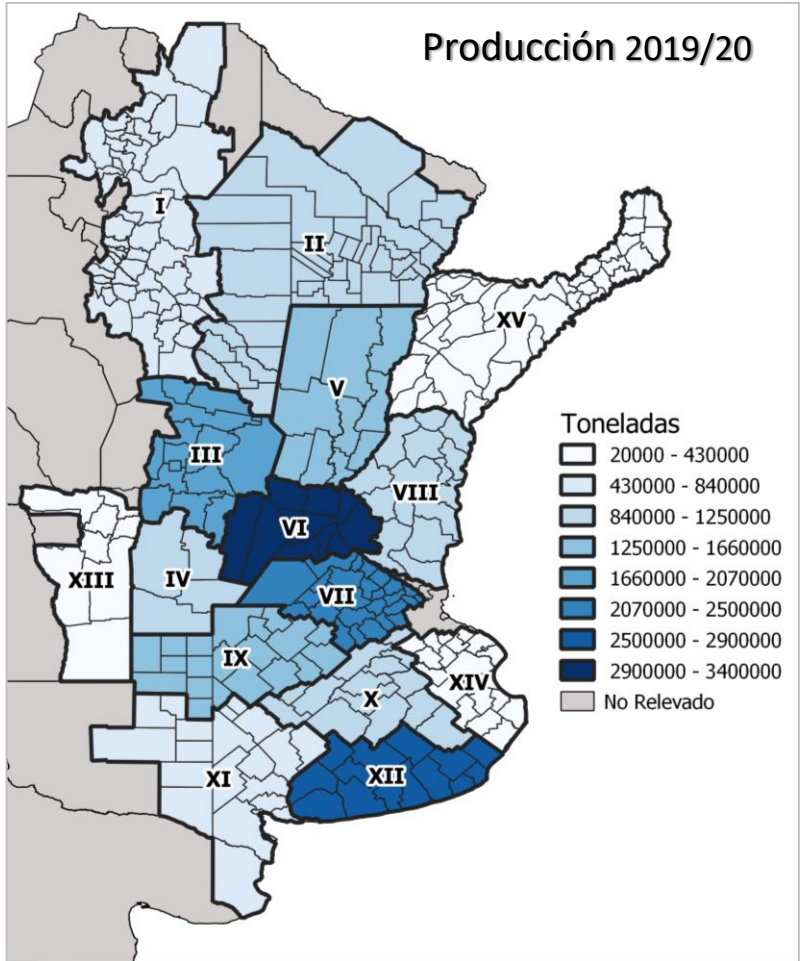 Producción 2019/20
I
II
XV
V
III
VIII
VI
XIII
IV
VII
IX
XIV
X
XI
XII
Toneladas
20000 - 430000
430000 - 840000
840000 - 1250000
1250000 - 1660000
1660000 - 2070000
2070000 - 2500000
2500000 - 2900000
2900000 - 3400000
No Relevado